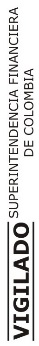 VIGILADO
SUPERINTENDENCIA FINANCIERA
DE COLOMBIA